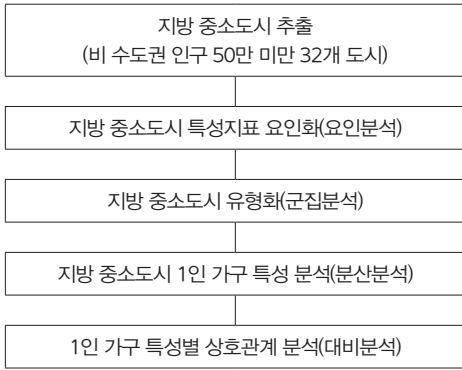 지방 중소도시 추출
(비 수도권 인구 50만 미만 32개 도시)
지방 중소도시 특성지표 요인화(요인분석)
지방 중소도시 유형화(군집분석)
지방 중소도시 1인 가구 특성 분석(분산분석)
1인 가구 특성별 상호관계 분석(대비분석)